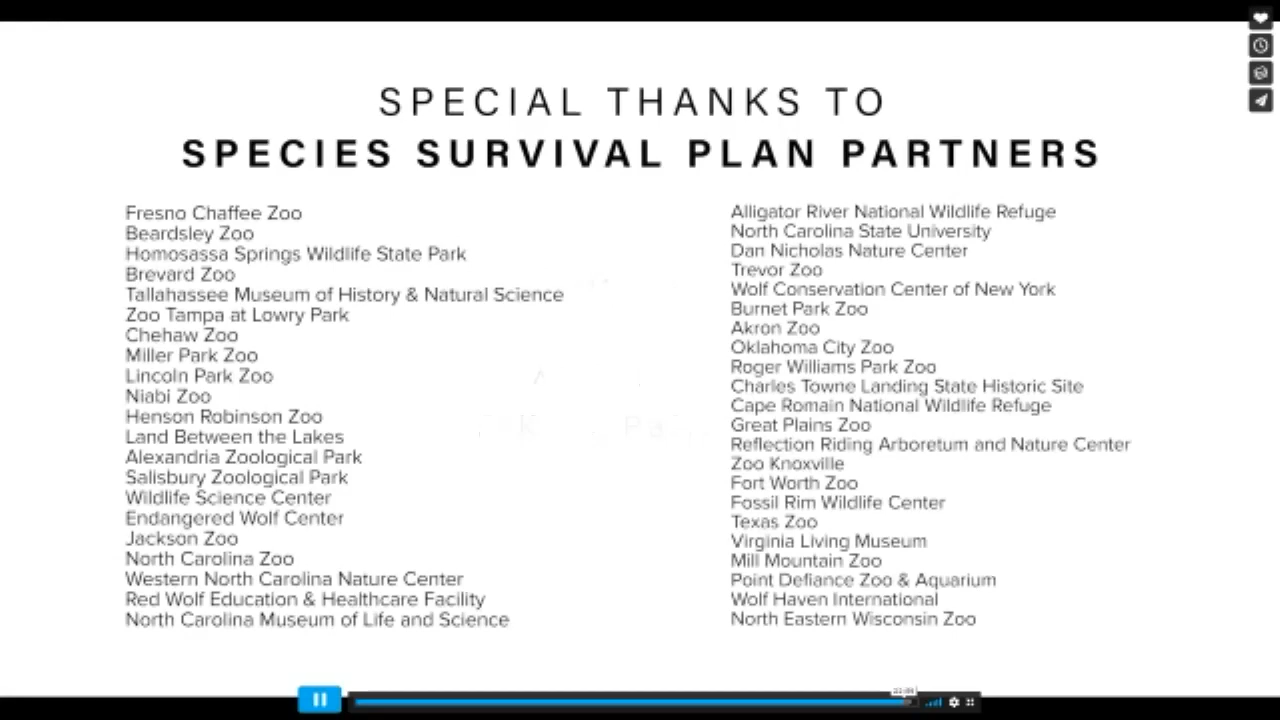 SPECIAL THANKS TO
SPECIES SURVIVAL PLAN PARTNERS
Fresno Chaffee Zoo
Beardsley Zoo
Homosassa Springs Wildlife State Park
Brevard Zoo
Tallahassee Museum of History & Natural Science
Zoo Tampa at Lowry Park
Chehaw Zoo
Miller Park Zoo
Lincoln Park Zoo
Niabi Zoo
Henson Robinson Zoo
Land Between the Lakes
Alexandria Zoological Park
Salisbury Zoological Park
Wildlife Science Center
Endangered Wolf Center
Jackson Zoo
North Carolina Zoo
Western North Carolina Nature Center
Red Wolf Education & Healthcare Facility
North Carolina Museum of Life and Science
Alligator River National Wildlife Refuge
North Carolina State University
Dan Nicholas Nature Center
Trevor Zoo
Wolf Conservation Center of New York
Burnet Park Zoo
Akron Zoo
Oklahoma City Zoo
Roger Williams Park Zoo
Charles Towne Landing State Historic Site
Cape Romain National Wildlife Refuge
Great Plains Zoo
Reflection Riding Arboretum and Nature Center
Zoo Knoxville
Fort Worth Zoo
Fossil Rim Wildlife Center
Texas Zoo
Virginia Living Museum
Mill Mountain Zoo
Point Defiance Zoo & Aquarium
Wolf Haven International
North Eastern Wisconsin Zoo